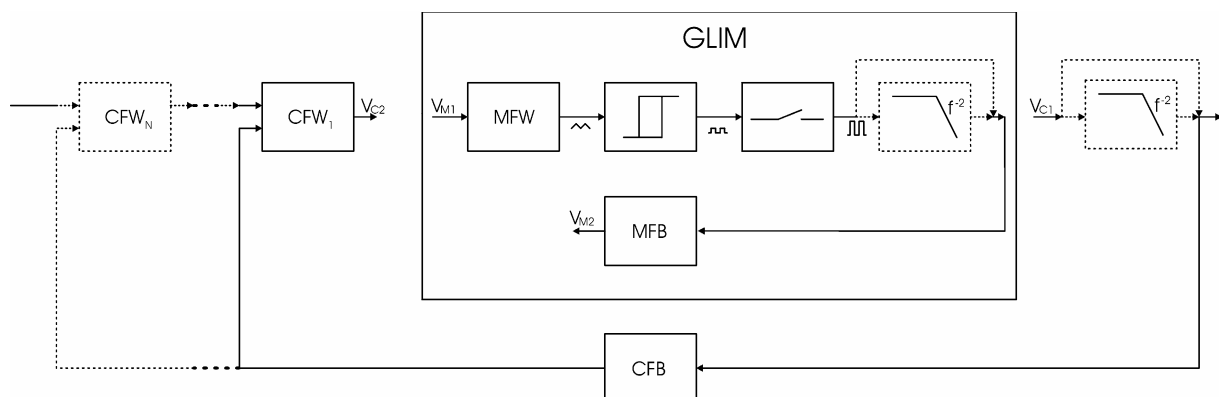 GLIM
CFW_N
CFW_1
V_C2
V_M1
MFW
f^-2
V_C1
f^-2
V_M2
MFB
CFB